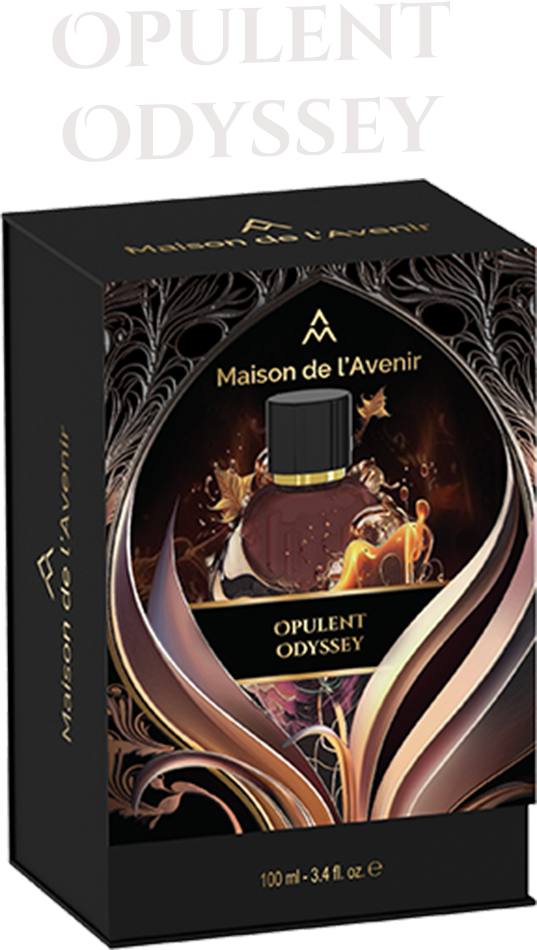 Opulent
Odyssey
Maison de l'Avenir
Maison de l'Avenir
Maison de l'Avenir
OPULENT
ODYSSEY
100 ml - 3.4 fl. oz. ℮